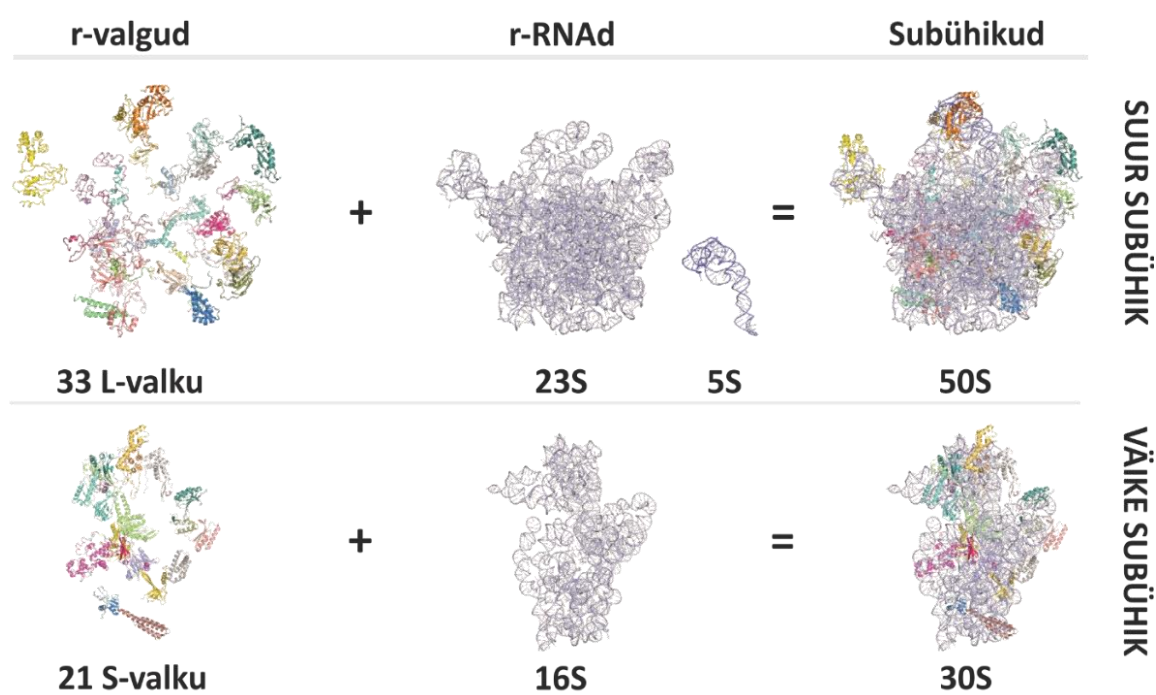 r-valgud r-RNAd Subühikud
+ =
33 L-valku 23S 5S 50S
SUUR SUBÜHIK
+ =
21 S-valku 16S 30S
VÄIKE SUBÜHIK